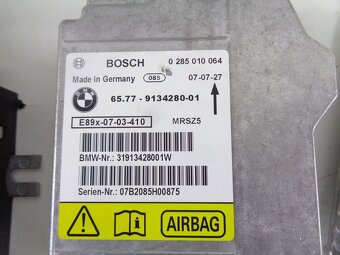 BOSCH 0 285 010 064
Made in Germany 085 07-07-27
65.77 - 9134280-01
E89x-07-03-410 MRSZ5
BMW-Nr.: 31913428001W
Serien-Nr.: 07B2085H00875
AIRBAG